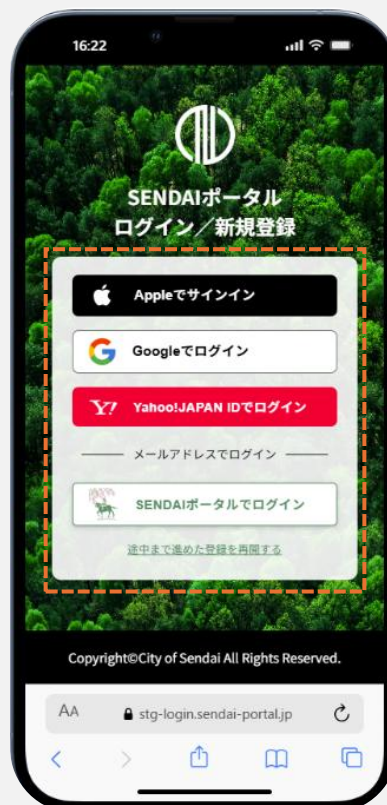 16:22
SENDAIポータル
ログイン／新規登録
Appleでサインイン
Googleでログイン
Yahoo!JAPAN IDでログイン
メールアドレスでログイン
SENDAIポータルでログイン
途中まで進めた登録を再開する
Copyright©City of Sendai All Rights Reserved.
AA stg-login.sendai-portal.jp